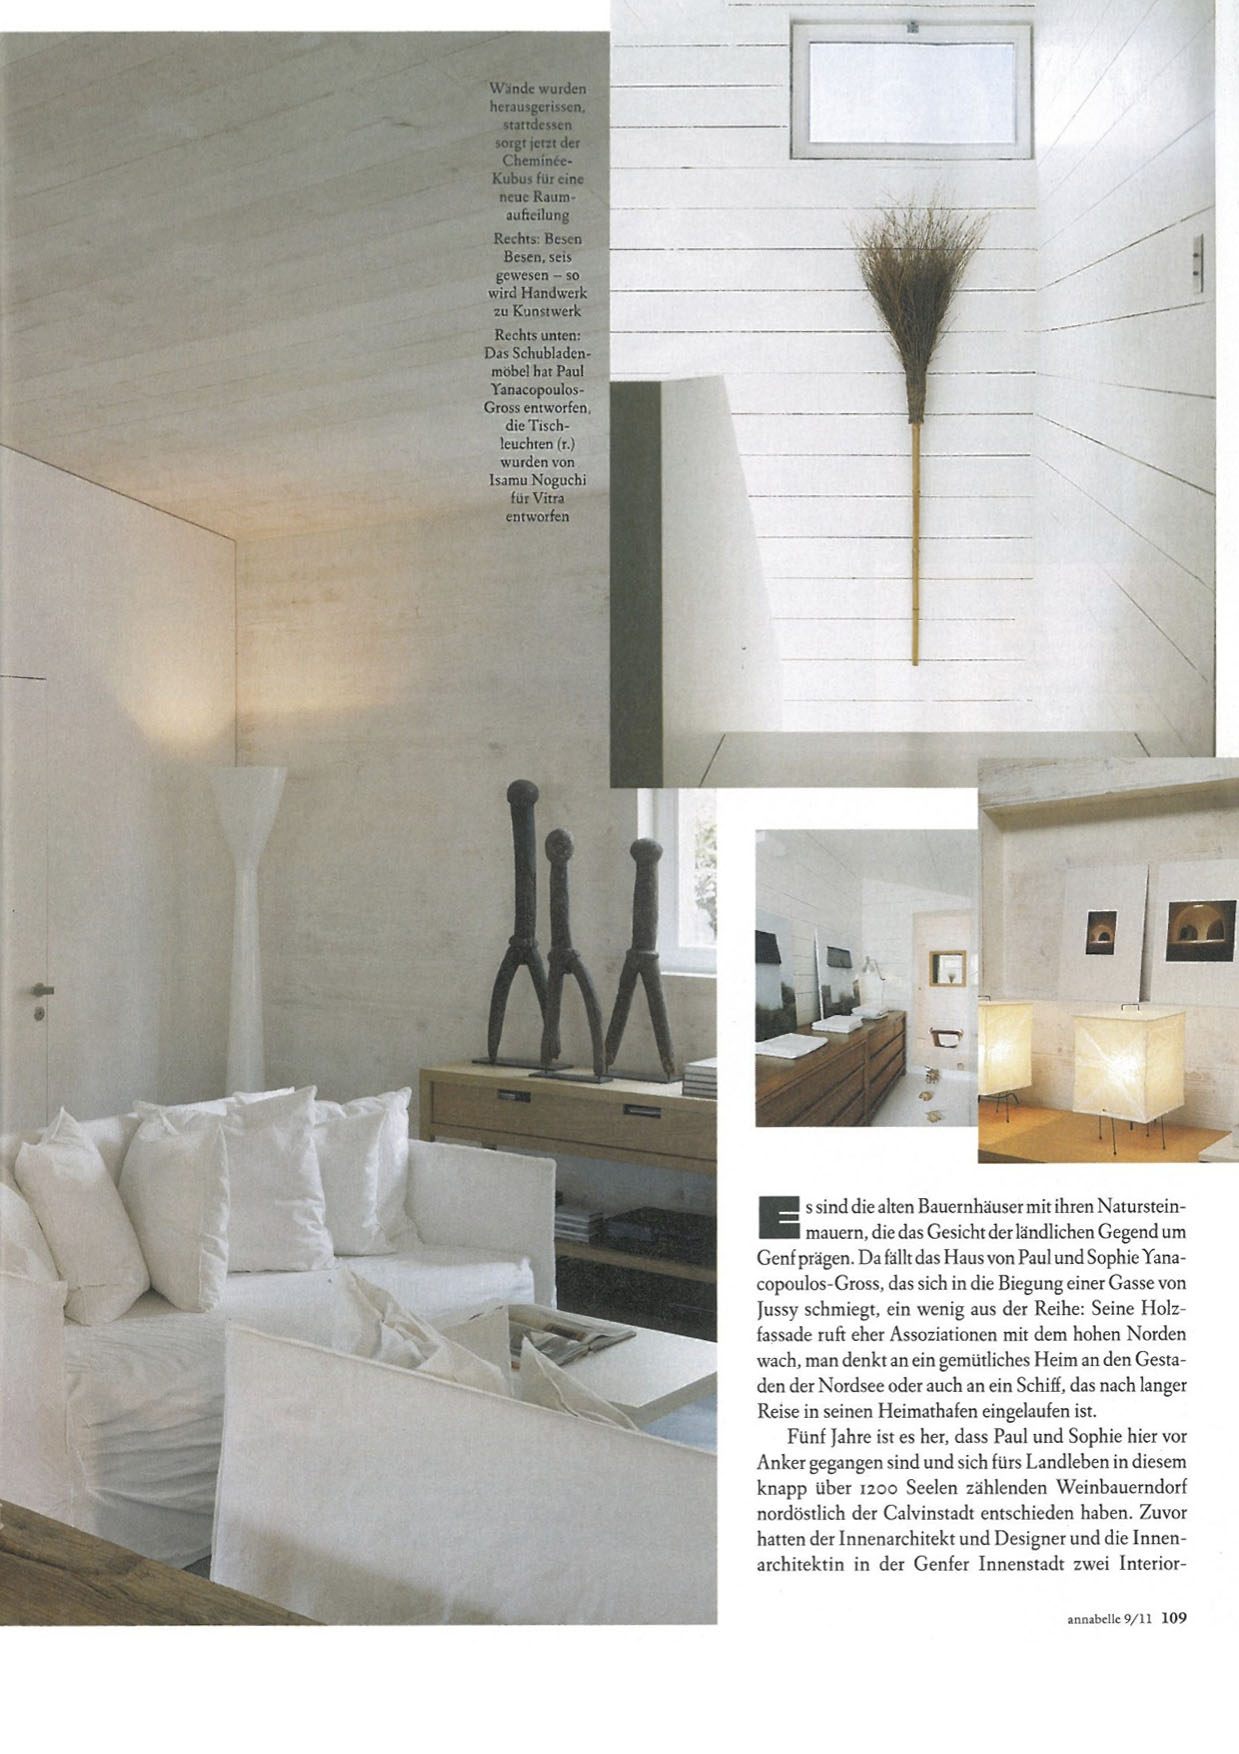 Wände wurden
herausgerissen,
stattdessen
sorgt jetzt der
Cheminée-
Kubus für eine
neue Raum-
aufteilung
Rechts: Besen
Besen, seis
gewesen – so
wird Handwerk
zu Kunstwerk
Rechts unten:
Das Schubladen-
möbel hat Paul
Yanacopoulos-
Gross entworfen,
die Tisch-
leuchten (r.)
wurden von
Isamu Noguchi
für Vitra
entworfen
Es sind die alten Bauernhäuser mit ihren Naturstein-
mauern, die das Gesicht der ländlichen Gegend um
Genf prägen. Da fällt das Haus von Paul und Sophie Yana-
copoulos-Gross, das sich in die Biegung einer Gasse von
Jussy schmiegt, ein wenig aus der Reihe: Seine Holz-
fassade ruft eher Assoziationen mit dem hohen Norden
wach, man denkt an ein gemütliches Heim an den Gesta-
den der Nordsee oder auch an ein Schiff, das nach langer
Reise in seinen Heimathafen eingelaufen ist.
Fünf Jahre ist es her, dass Paul und Sophie hier vor
Anker gegangen sind und sich fürs Landleben in diesem
knapp über 1200 Seelen zählenden Weinbauerndorf
nordöstlich der Calvinstadt entschieden haben. Zuvor
hatten der Innenarchitekt und Designer und die Innen-
architektin in der Genfer Innenstadt zwei Interior-
annabelle 9/11 109